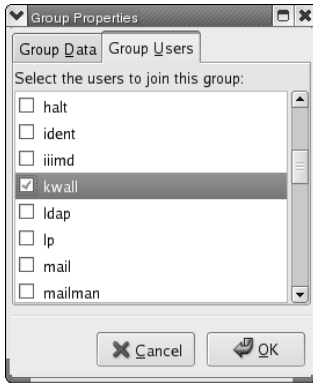 Group Properties
Group Data Group Users
Select the users to join this group:
halt
ident
iiimd
kwall
ldap
lp
mail
mailman
Cancel OK